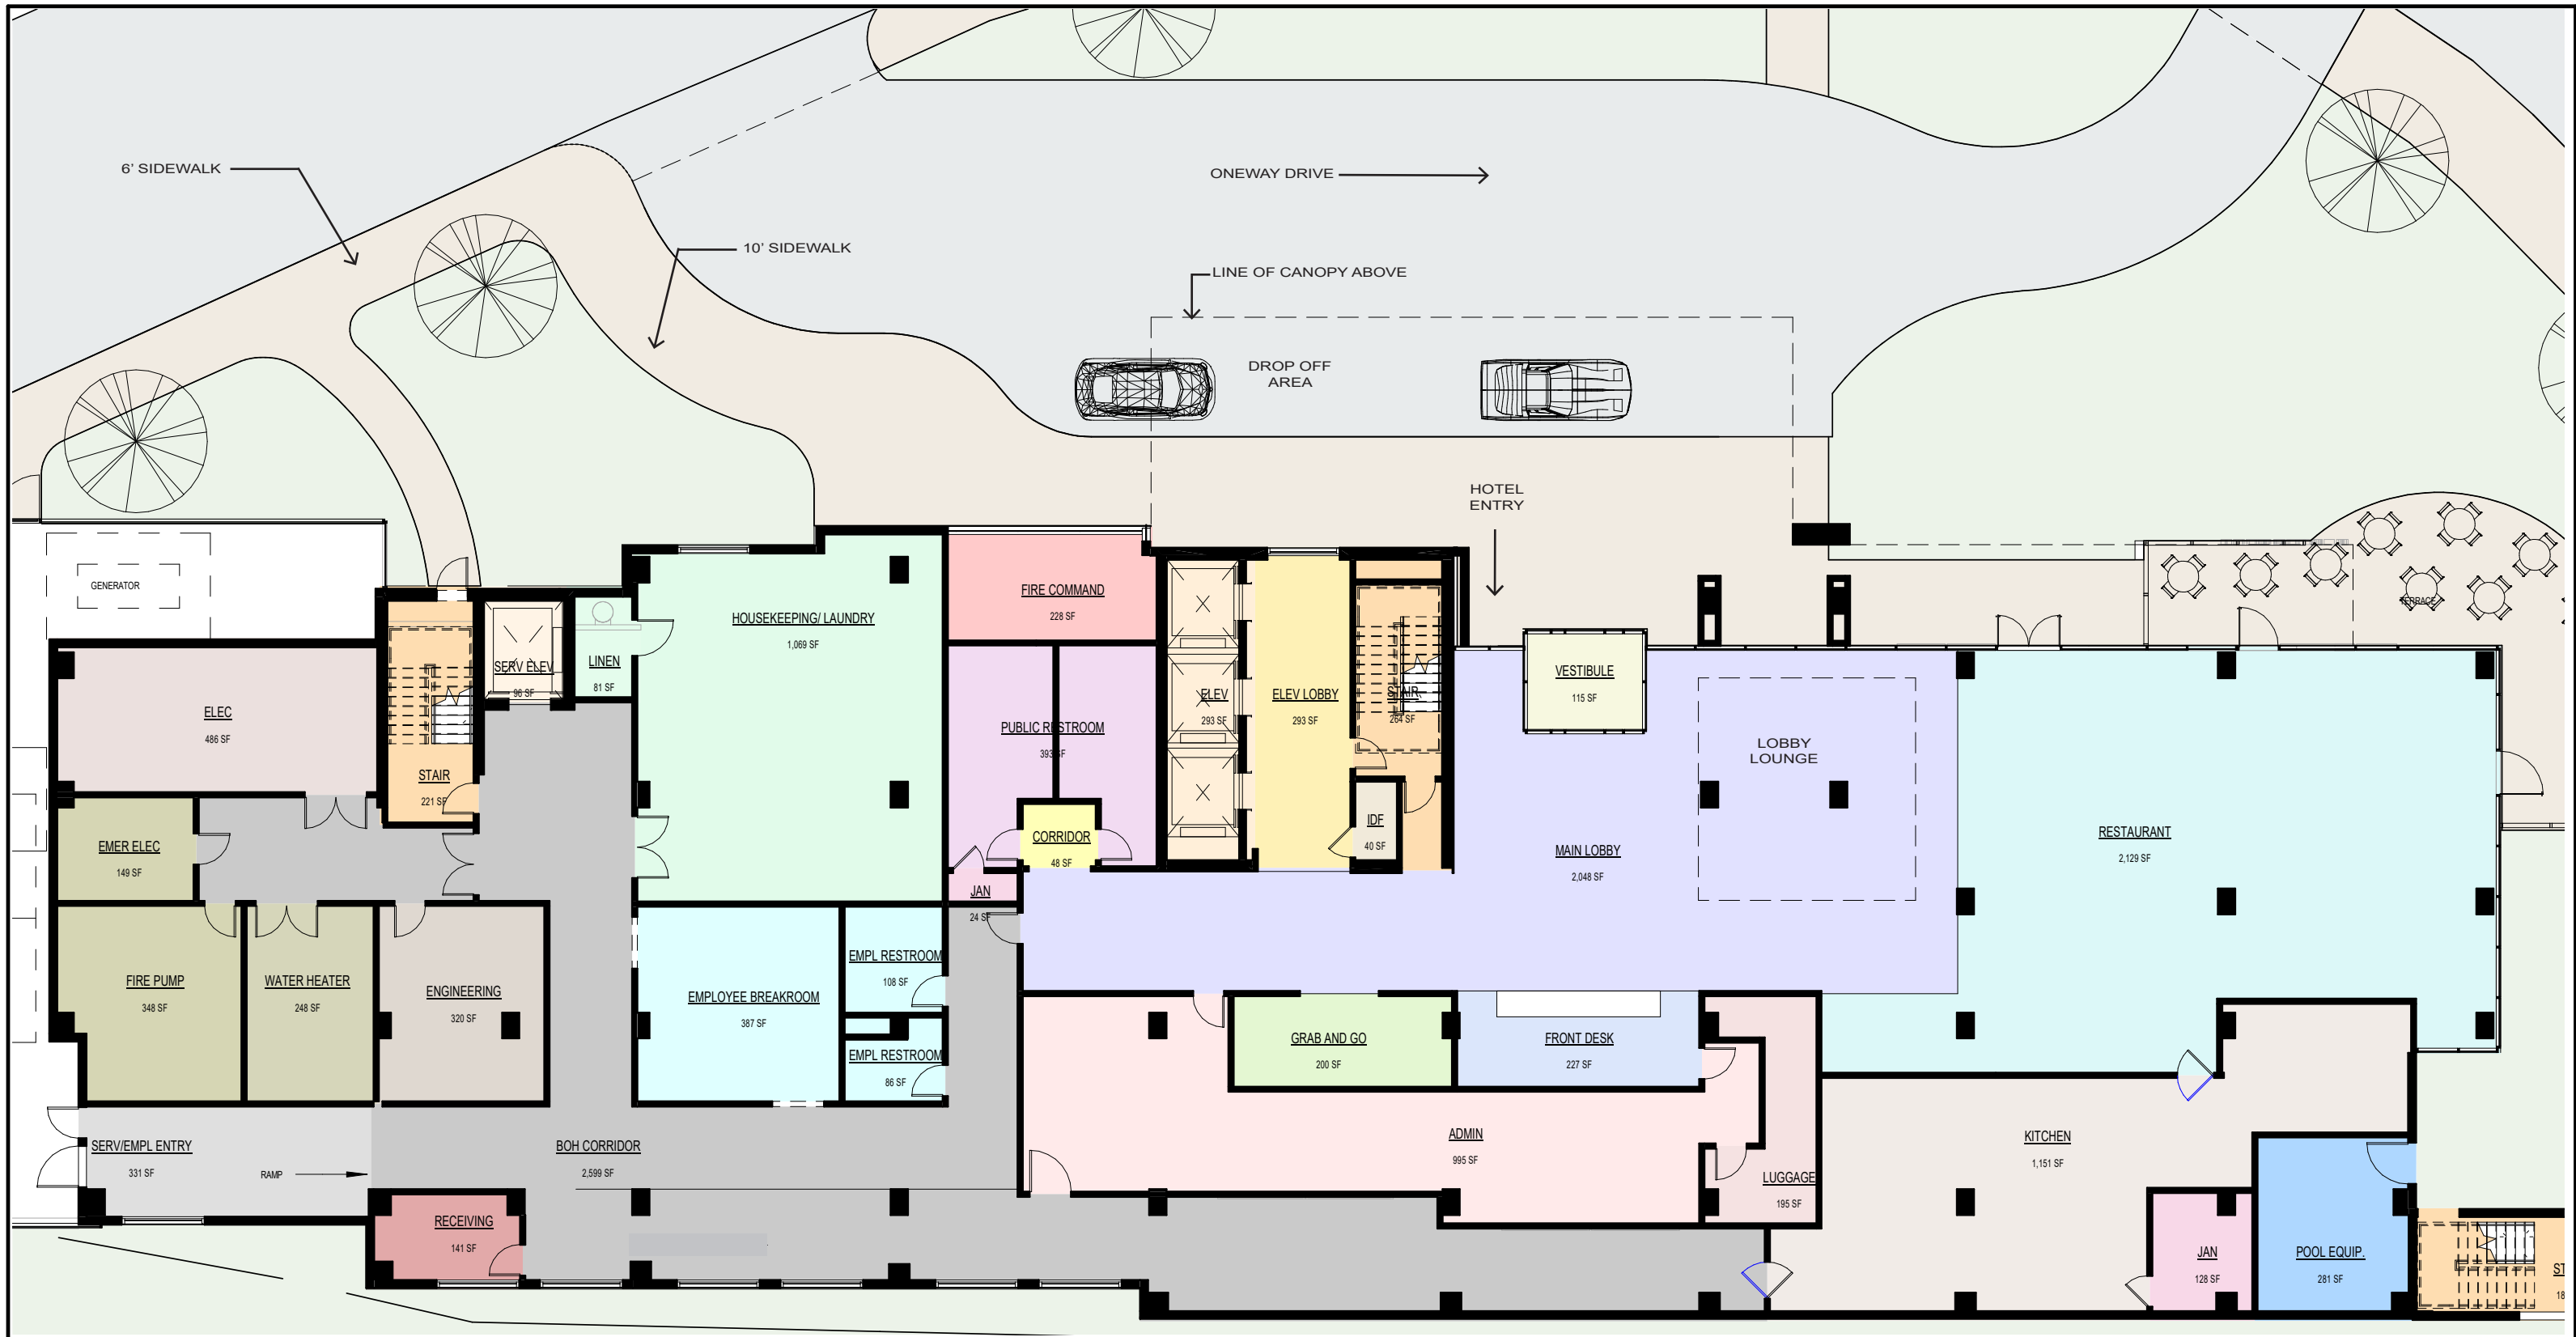 6' SIDEWALK
ONEWAY DRIVE
10' SIDEWALK
LINE OF CANOPY ABOVE
DROP OFF
AREA
HOTEL
ENTRY
GENERATOR
TERRACE
FIRE COMMAND
228 SF
HOUSEKEEPING/ LAUNDRY
1,069 SF
SERV ELEV
96 SF
LINEN
81 SF
ELEC
486 SF
STAIR
221 SF
PUBLIC RESTROOM
393 SF
ELEV
293 SF
ELEV LOBBY
293 SF
STAIR
264 SF
VESTIBULE
115 SF
LOBBY
LOUNGE
EMER ELEC
149 SF
CORRIDOR
48 SF
IDF
40 SF
MAIN LOBBY
2,048 SF
RESTAURANT
2,129 SF
JAN
24 SF
FIRE PUMP
348 SF
WATER HEATER
248 SF
ENGINEERING
320 SF
EMPLOYEE BREAKROOM
387 SF
EMPL RESTROOM
108 SF
EMPL RESTROOM
86 SF
GRAB AND GO
200 SF
FRONT DESK
227 SF
SERV/EMPL ENTRY
331 SF
RAMP
BOH CORRIDOR
2,599 SF
ADMIN
995 SF
LUGGAGE
195 SF
KITCHEN
1,151 SF
RECEIVING
141 SF
JAN
128 SF
POOL EQUIP.
281 SF
ST
18